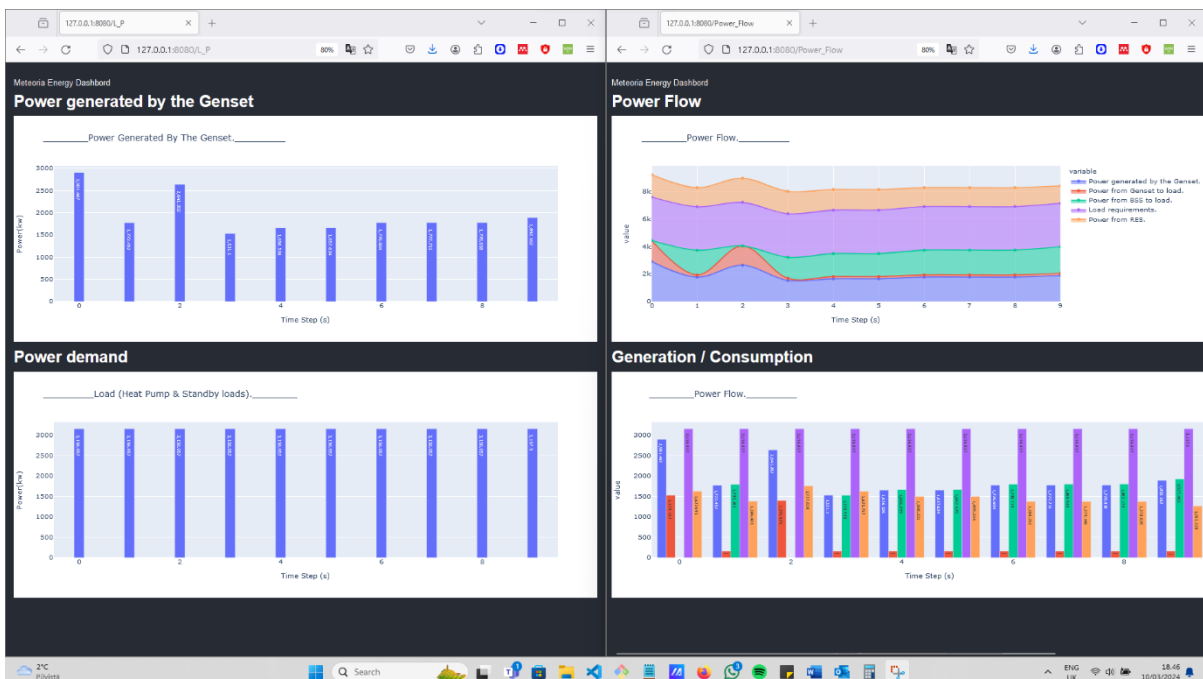 127.0.0.1:8080/L_P
127.0.0.1:8080/L_P
80%
Meteoria Energy Dashbord
Power generated by the Genset
_________Power Generated By The Genset.__________
Power(kw)
3000
2500
2000
1500
1000
500
0
0
2
4
6
8
Time Step (s)
Power demand
__________Load (Heat Pump & Standby loads).__________
Power(kw)
3000
2500
2000
1500
1000
500
0
0
2
4
6
8
Time Step (s)
127.0.0.1:8080/Power_Flow
127.0.0.1:8080/Power_Flow
80%
Meteoria Energy Dashbord
Power Flow
_________Power Flow.__________
value
8k
6k
4k
2k
0
0
1
2
3
4
5
6
7
8
9
Time Step (s)
variable
Power generated by the Genset.
Power from Genset to load.
Power from BSS to load.
Load requirements.
Power from RES.
Generation / Consumption
_________Power Flow.__________
value
3000
2500
2000
1500
1000
500
0
0
2
4
6
8
Time Step (s)
2°C
Pilvistä
Search
ENG
UK
18.46
10/03/2024